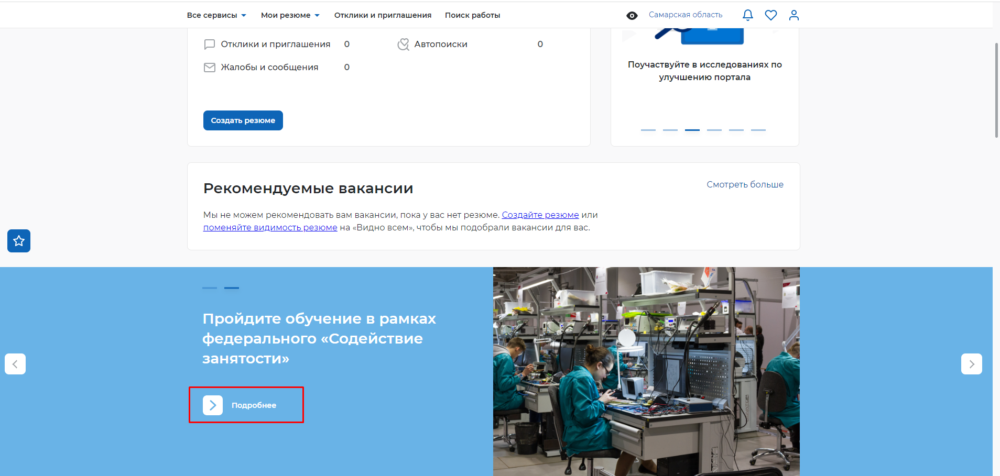 Все сервисы Мои резюме Отклики и приглашения Поиск работы Самарская область
Отклики и приглашения 0 Автопоиски 0
Жалобы и сообщения 0
Создать резюме
Поучаствуйте в исследованиях по
улучшению портала
Рекомендуемые вакансии
Смотреть больше
Мы не можем рекомендовать вам вакансии, пока у вас нет резюме. Создайте резюме или
поменяйте видимость резюме на «Видно всем», чтобы мы подобрали вакансии для вас.
Пройдите обучение в рамках
федерального «Содействие
занятости»
Подробнее